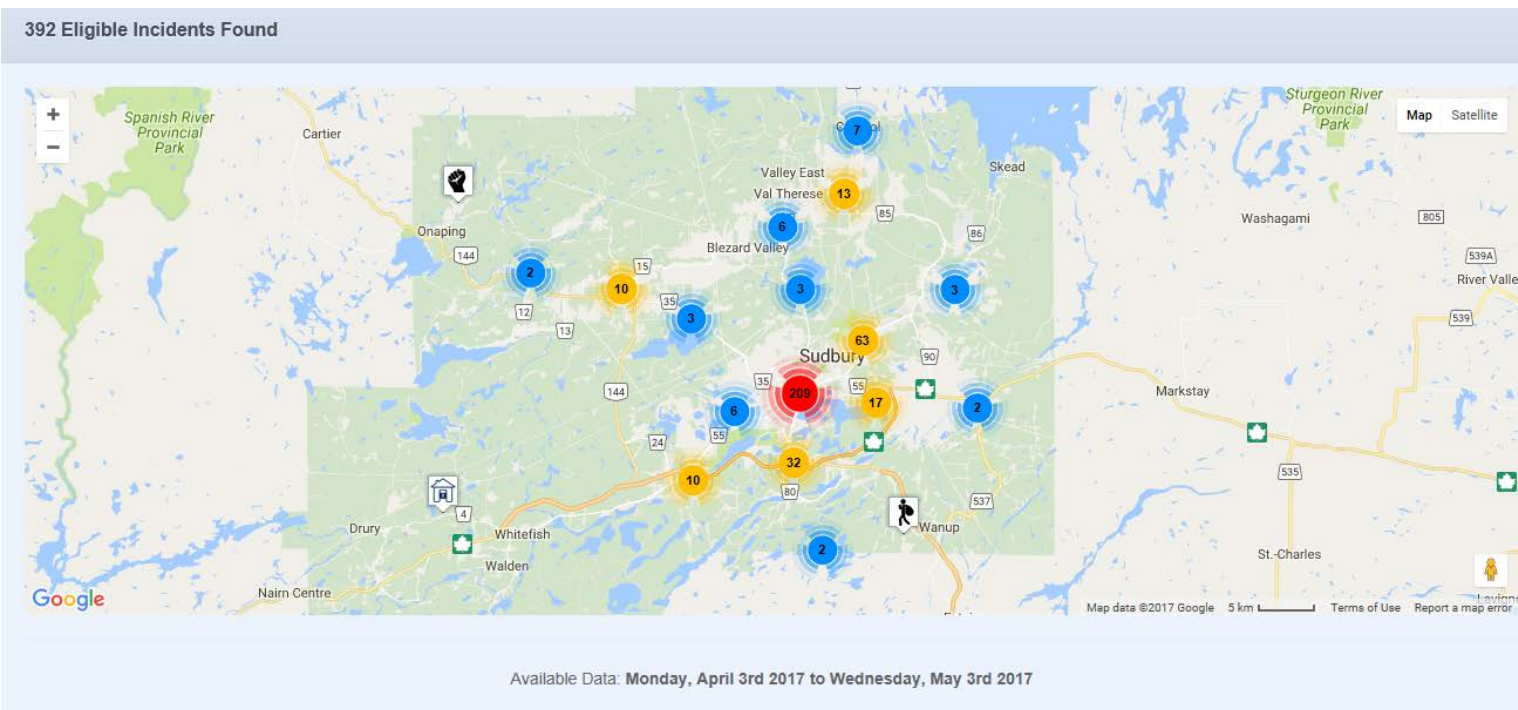 392 Eligible Incidents Found
+
−
Map Satellite
Spanish River
Provincial
Park
Sturgeon River
Provincial
Park
Cartier
7
Skead
Valley East
Val Therese
13
85
805
Washagami
6
86
Onaping
144
Blezard Valley
539A
2
10
15
3
3
River Valle
35
12
3
539
13
63
Sudbury
90
35
209
55
144
17
Markstay
6
2
24
55
32
10
535
80
537
4
Drury
Whitefish
Wanup
2
St.-Charles
Walden
Nairn Centre
Google
Map data ©2017 Google 5 km Terms of Use Report a map error
Available Data: Monday, April 3rd 2017 to Wednesday, May 3rd 2017